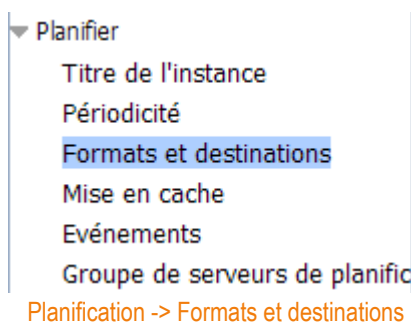 Planifier
Titre de l'instance
Périodicité
Formats et destinations
Mise en cache
Evénements
Groupe de serveurs de planific
Planification -> Formats et destinations